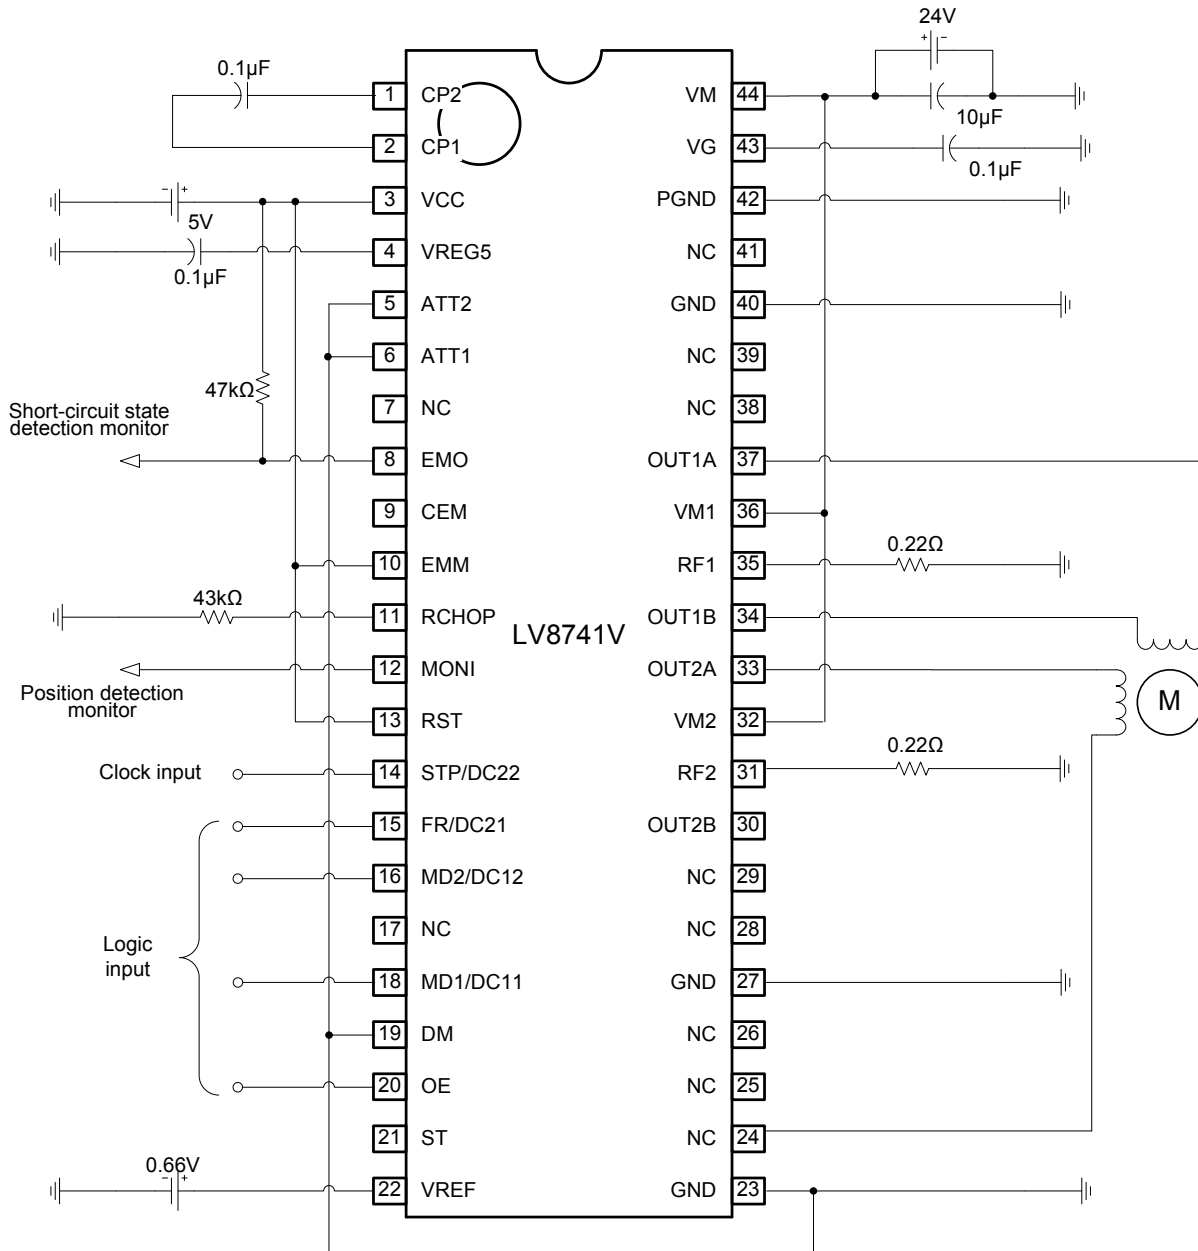 24V
+ −
0.1µF
1 CP2
VM 44
10µF
2 CP1
VG 43
0.1µF
− +
3 VCC
PGND 42
5V
4 VREG5
NC 41
0.1µF
5 ATT2
GND 40
6 ATT1
NC 39
47kΩ
7 NC
NC 38
Short-circuit state
detection monitor
8 EMO
OUT1A 37
9 CEM
VM1 36
0.22Ω
10 EMM
RF1 35
43kΩ
11 RCHOP
OUT1B 34
LV8741V
12 MONI
OUT2A 33
Position detection
monitor
M
13 RST
VM2 32
0.22Ω
Clock input
14 STP/DC22
RF2 31
15 FR/DC21
OUT2B 30
16 MD2/DC12
NC 29
17 NC
NC 28
Logic
input
18 MD1/DC11
GND 27
19 DM
NC 26
20 OE
NC 25
21 ST
NC 24
0.66V
− +
22 VREF
GND 23